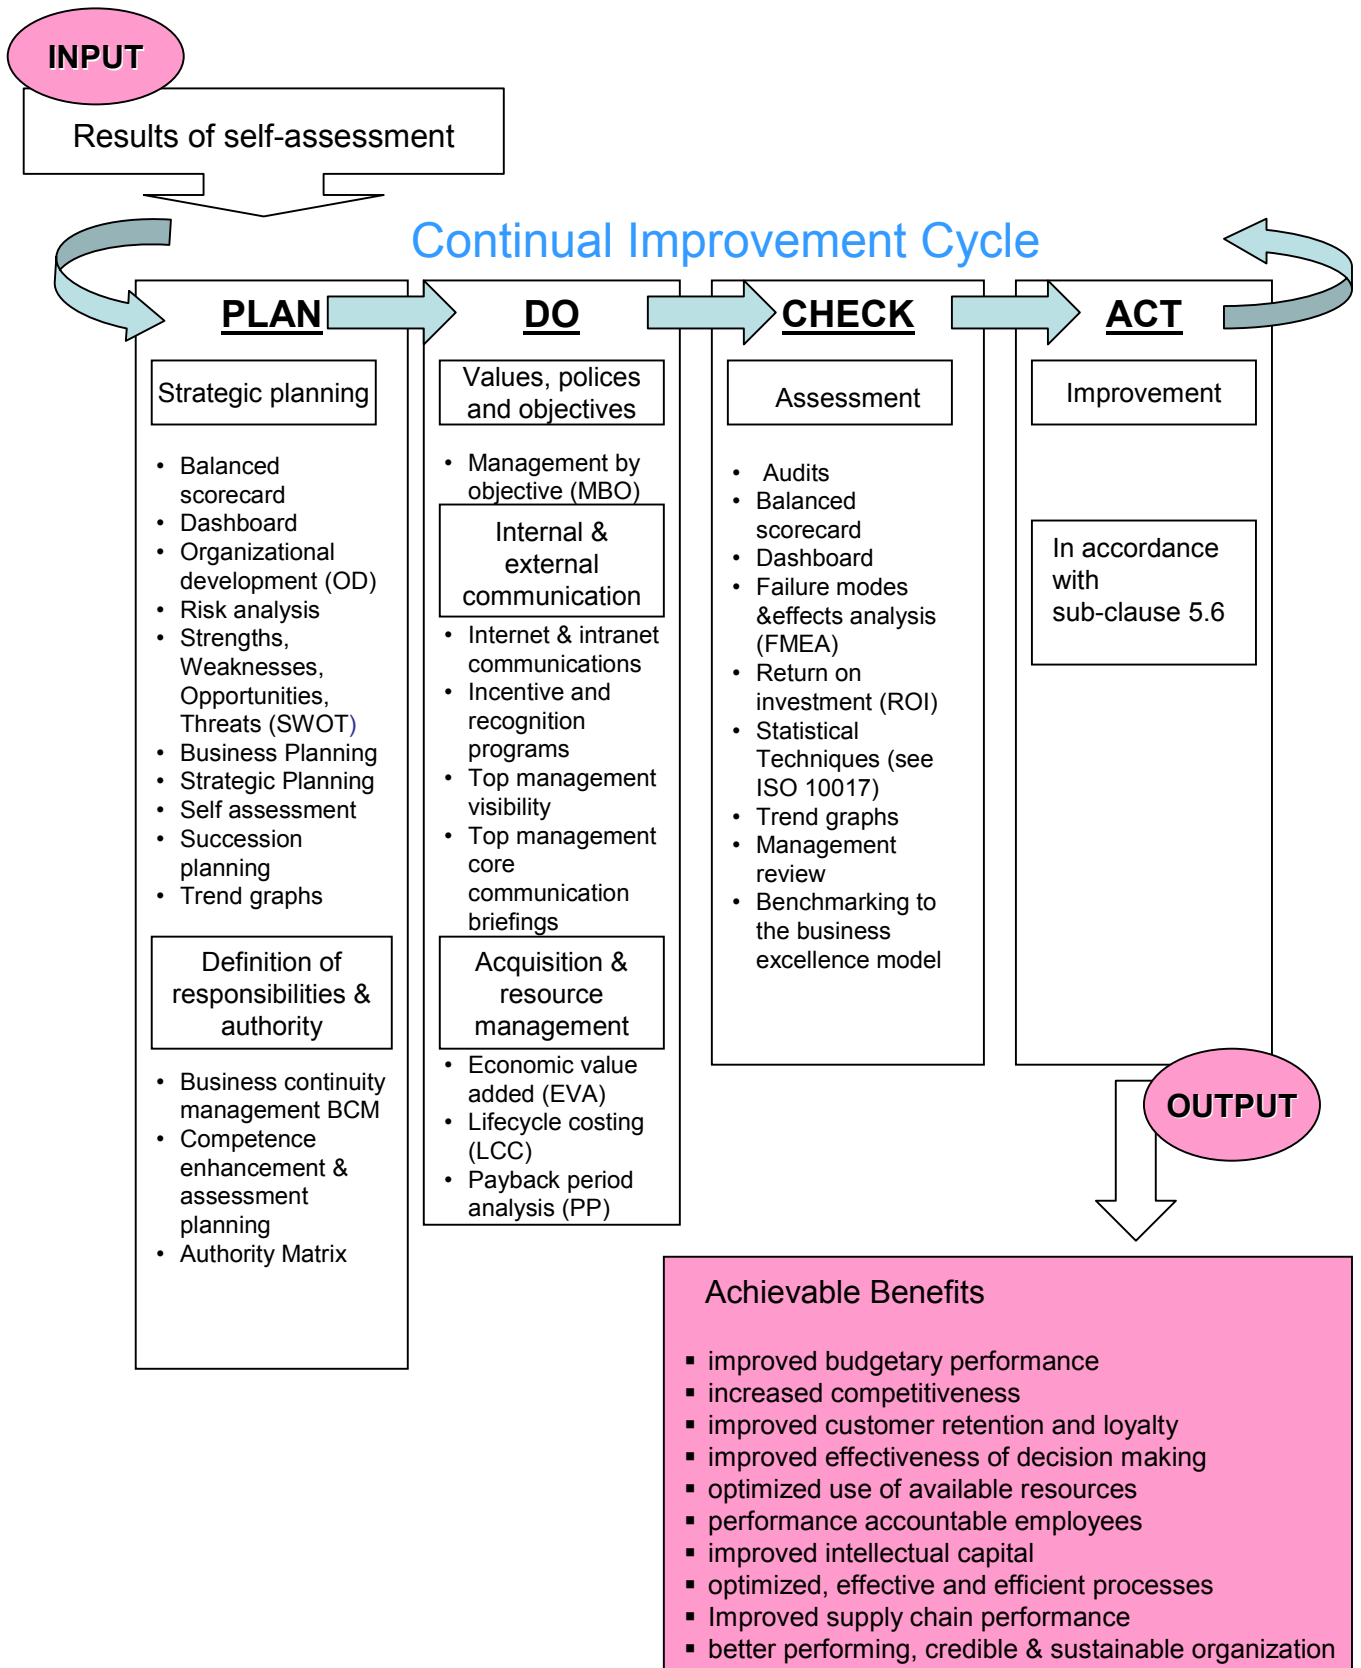 INPUT
Results of self-assessment
Continual Improvement Cycle
PLAN
Strategic planning
• Balanced
scorecard
• Dashboard
• Organizational
development (OD)
• Risk analysis
• Strengths,
Weaknesses,
Opportunities,
Threats (SWOT)
• Business Planning
• Strategic Planning
• Self assessment
• Succession
planning
• Trend graphs
Definition of
responsibilities &
authority
• Business continuity
management BCM
• Competence
enhancement &
assessment
planning
• Authority Matrix
DO
Values, polices
and objectives
• Management by
objective (MBO)
Internal &
external
communication
• Internet & intranet
communications
• Incentive and
recognition
programs
• Top management
visibility
• Top management
core
communication
briefings
Acquisition &
resource
management
• Economic value
added (EVA)
• Lifecycle costing
(LCC)
• Payback period
analysis (PP)
CHECK
Assessment
• Audits
• Balanced
scorecard
• Dashboard
• Failure modes
&effects analysis
(FMEA)
• Return on
investment (ROI)
• Statistical
Techniques (see
ISO 10017)
• Trend graphs
• Management
review
• Benchmarking to
the business
excellence model
ACT
Improvement
In accordance
with
sub-clause 5.6
OUTPUT
Achievable Benefits
▪ improved budgetary performance
▪ increased competitiveness
▪ improved customer retention and loyalty
▪ improved effectiveness of decision making
▪ optimized use of available resources
▪ performance accountable employees
▪ improved intellectual capital
▪ optimized, effective and efficient processes
▪ Improved supply chain performance
▪ better performing, credible & sustainable organization